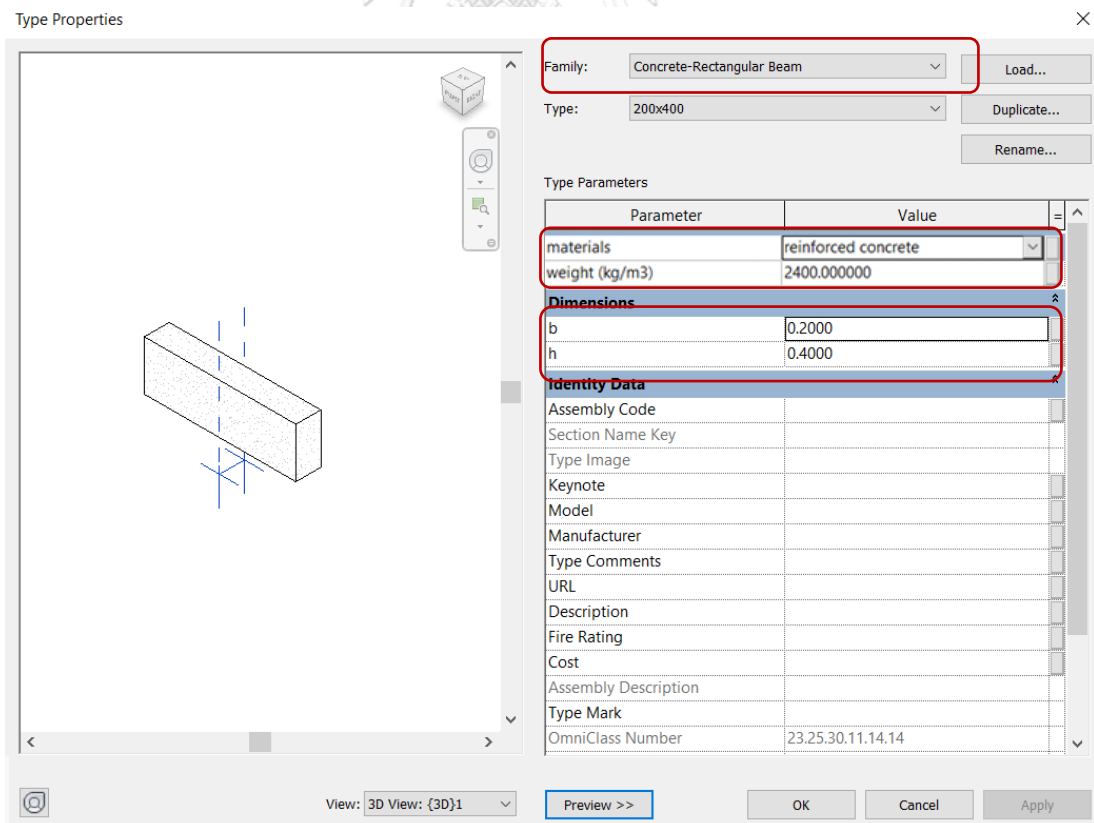 Type Properties
Family: Concrete-Rectangular Beam Load...
Type: 200x400 Duplicate...
Rename...
Type Parameters
Parameter Value =
materials reinforced concrete
weight (kg/m3) 2400.000000
Dimensions
b 0.2000
h 0.4000
Identity Data
Assembly Code
Section Name Key
Type Image
Keynote
Model
Manufacturer
Type Comments
URL
Description
Fire Rating
Cost
Assembly Description
Type Mark
OmniClass Number 23.25.30.11.14.14
View: 3D View: {3D}1 Preview >> OK Cancel Apply